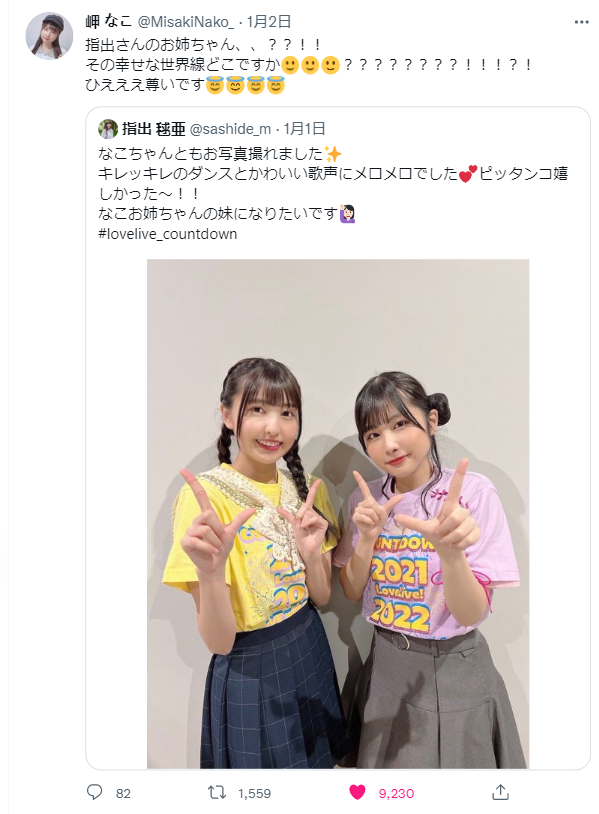 岬 なこ @MisakiNako_ · 1月2日
指出さんのお姉ちゃん、、？？！！
その幸せな世界線どこですか🙂🙂🙂？？？？？？？？！！！？！
ひえええ尊いです😇😇😇😇
指出 毬亜 @sashide_m · 1月1日
なこちゃんともお写真撮れました✨
キレッキレのダンスとかわいい歌声にメロメロでした💕ピッタンコ嬉
しかった〜！！
なこお姉ちゃんの妹になりたいです🙋🏻‍♀️
#lovelive_countdown
COUNTDOWN
2021
LoveLive!
2022
82 1,559 9,230